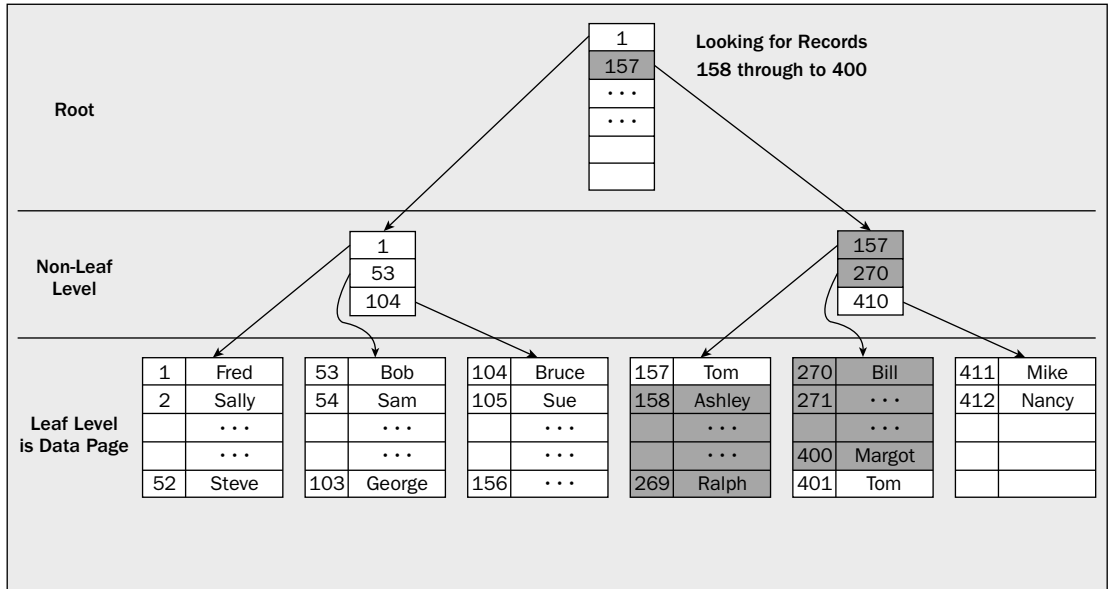 1
157
· · ·
· · ·
Looking for Records
158 through to 400
Root
Non-Leaf
Level
1
53
104
157
270
410
Leaf Level
is Data Page
1 Fred
2 Sally
· · ·
· · ·
52 Steve
53 Bob
54 Sam
· · ·
· · ·
103 George
104 Bruce
105 Sue
· · ·
· · ·
156 · · ·
157 Tom
158 Ashley
· · ·
· · ·
269 Ralph
270 Bill
271 · · ·
· · ·
400 Margot
401 Tom
411 Mike
412 Nancy